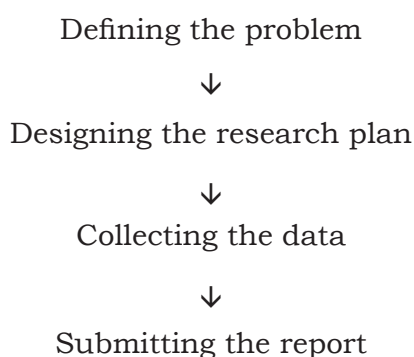 Defining the problem
↓
Designing the research plan
↓
Collecting the data
↓
Submitting the report